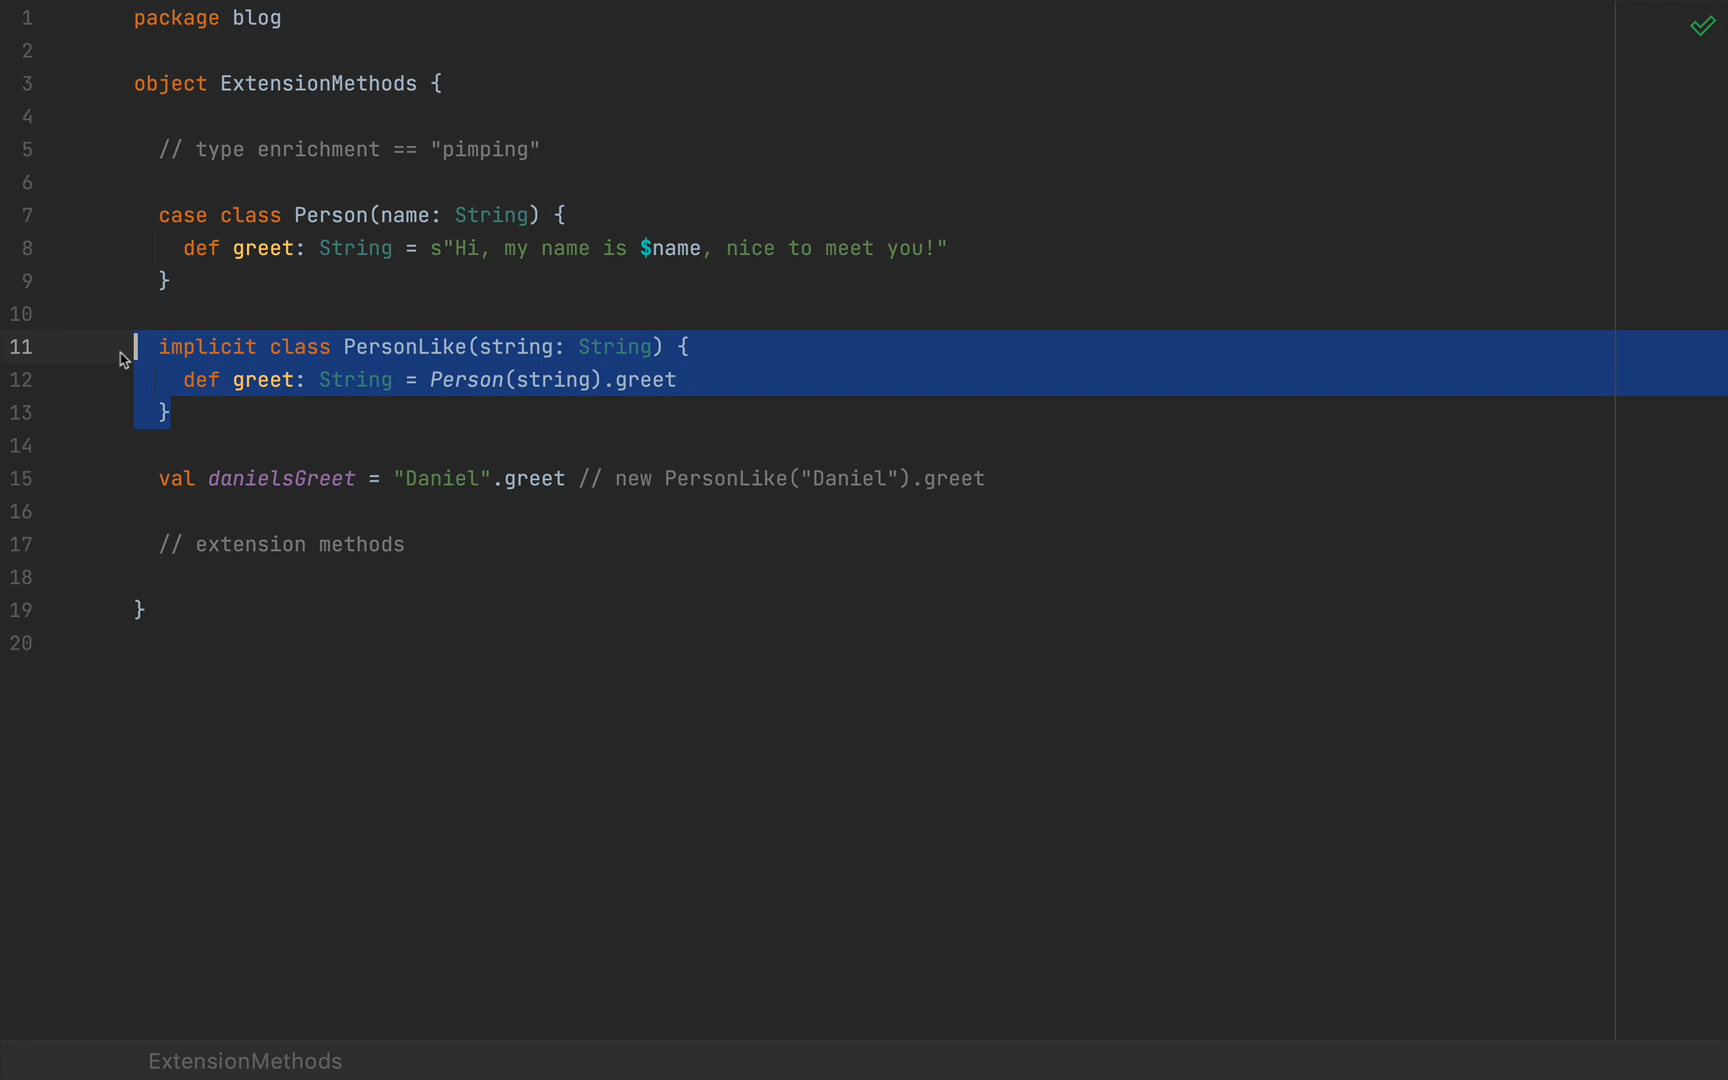 1 package blog
2
3 object ExtensionMethods {
4
5 // type enrichment == "pimping"
6
7 case class Person(name: String) {
8 def greet: String = s"Hi, my name is $name, nice to meet you!"
9 }
10
11 implicit class PersonLike(string: String) {
12 def greet: String = Person(string).greet
13 }
14
15 val danielsGreet = "Daniel".greet // new PersonLike("Daniel").greet
16
17 // extension methods
18
19 }
20
ExtensionMethods